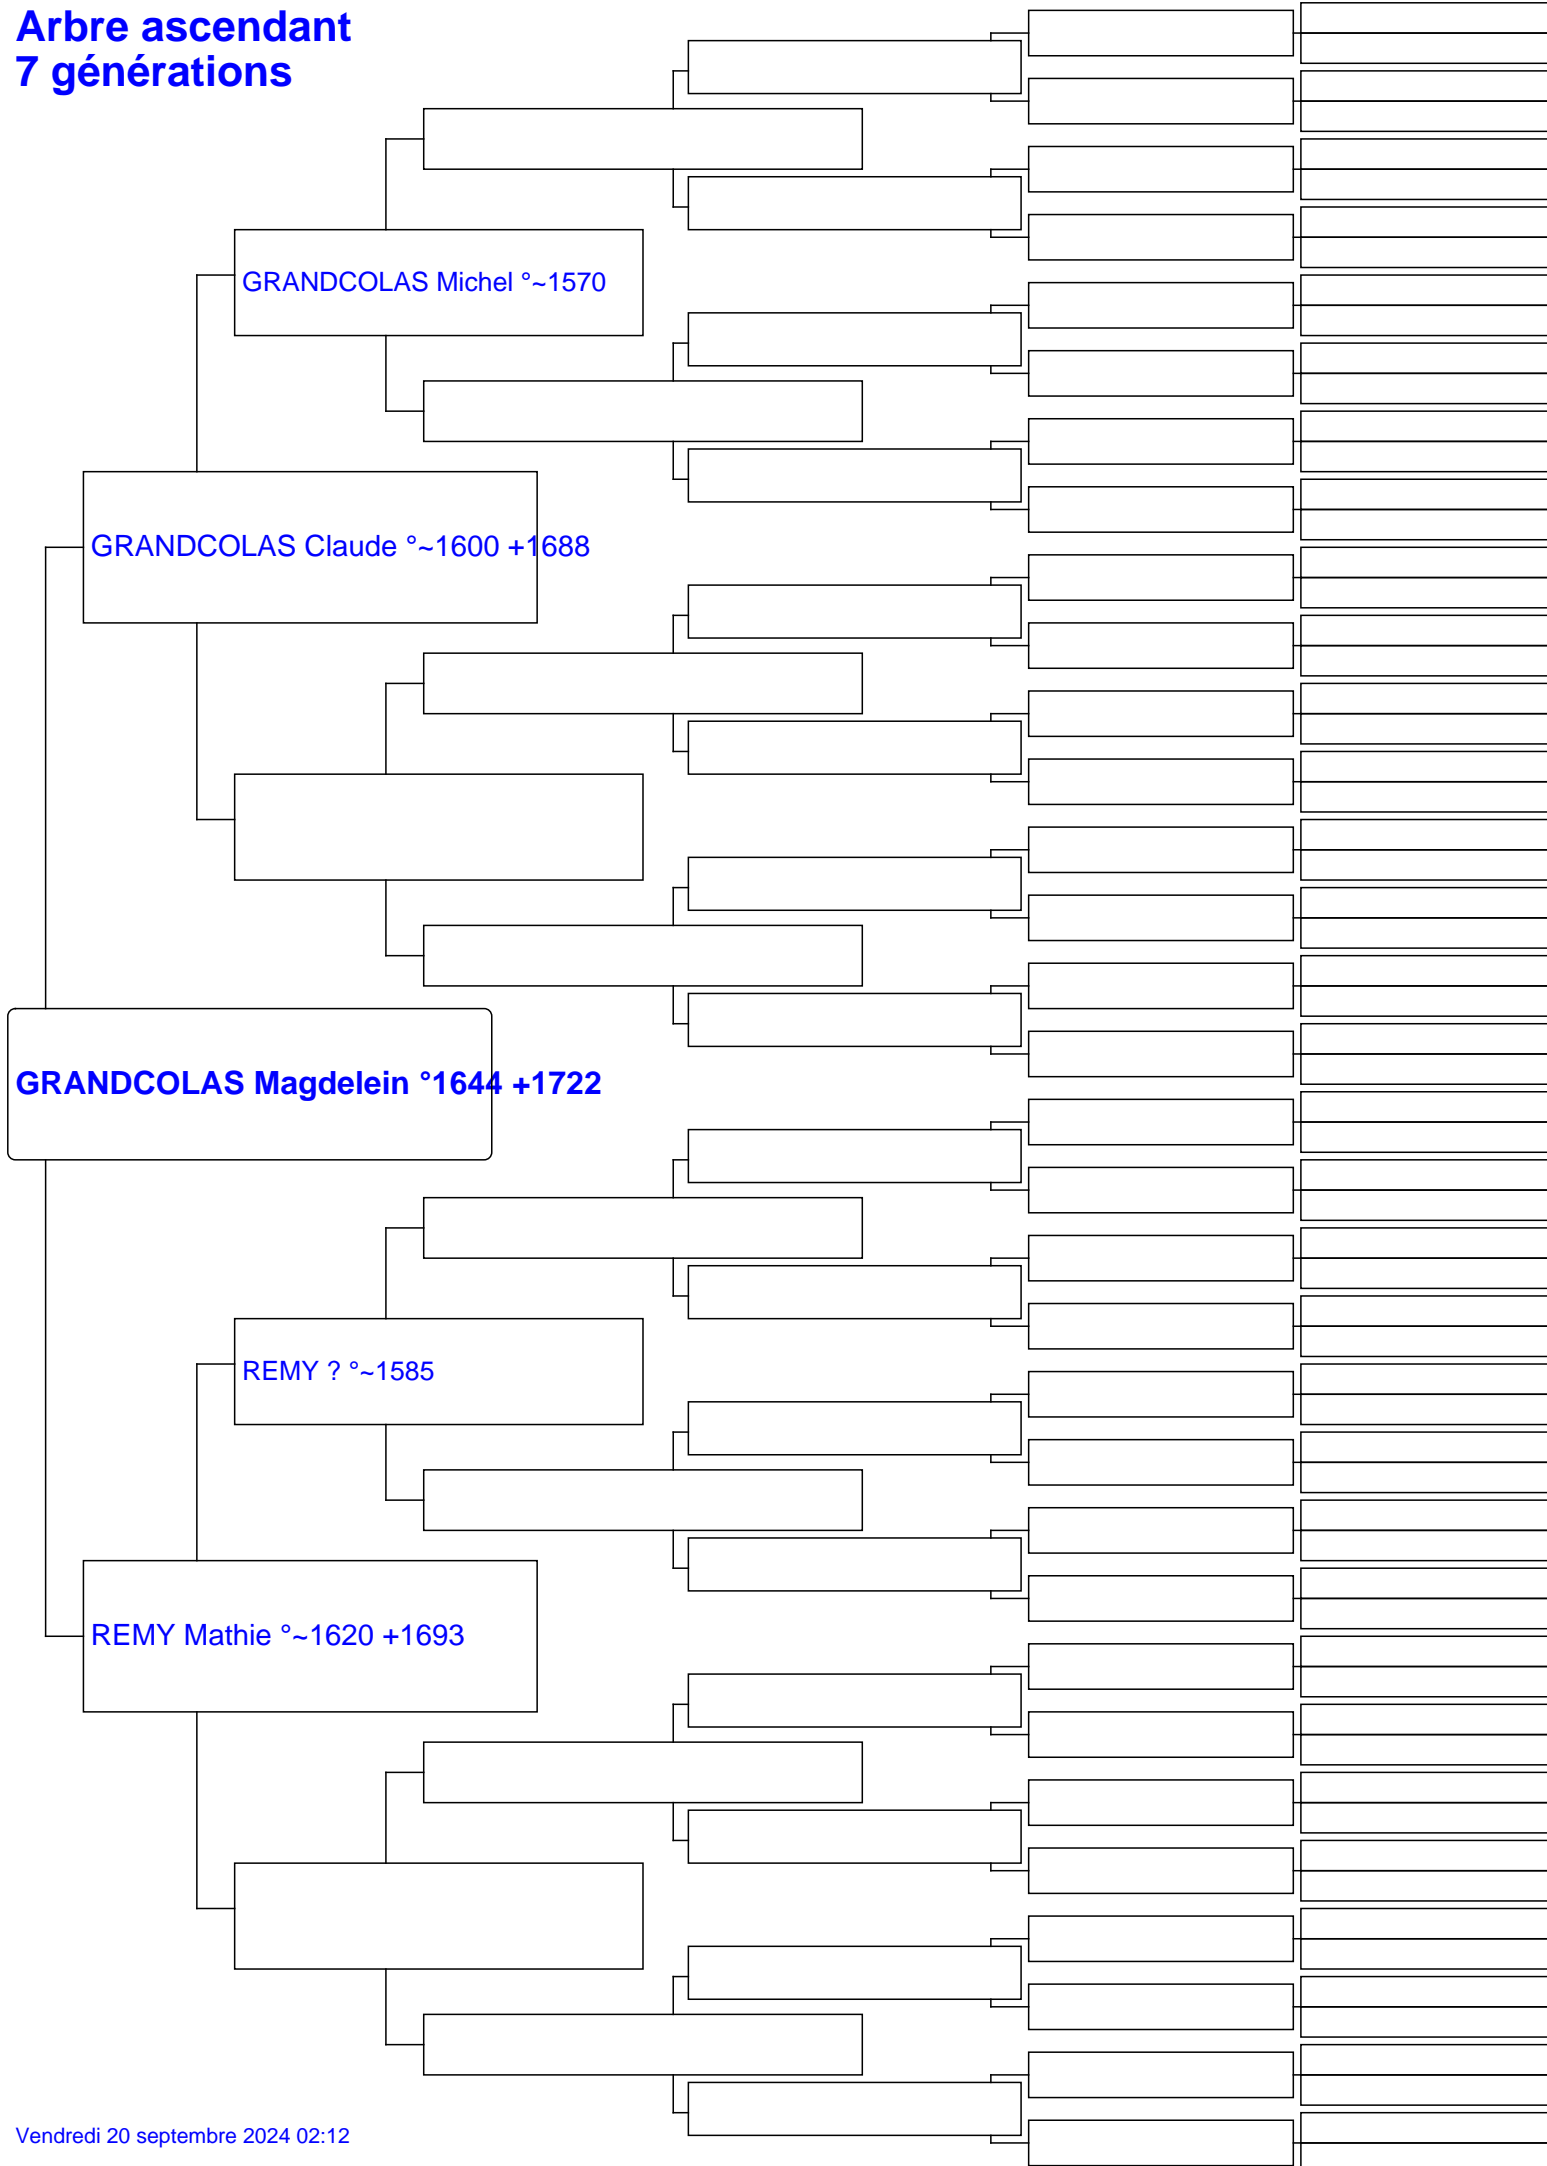 Arbre ascendant
7 générations
GRANDCOLAS Michel °~1570
GRANDCOLAS Claude °~1600 +1688
GRANDCOLAS Magdelein °1644 +1722
REMY ? °~1585
REMY Mathie °~1620 +1693
Vendredi 20 septembre 2024 02:12